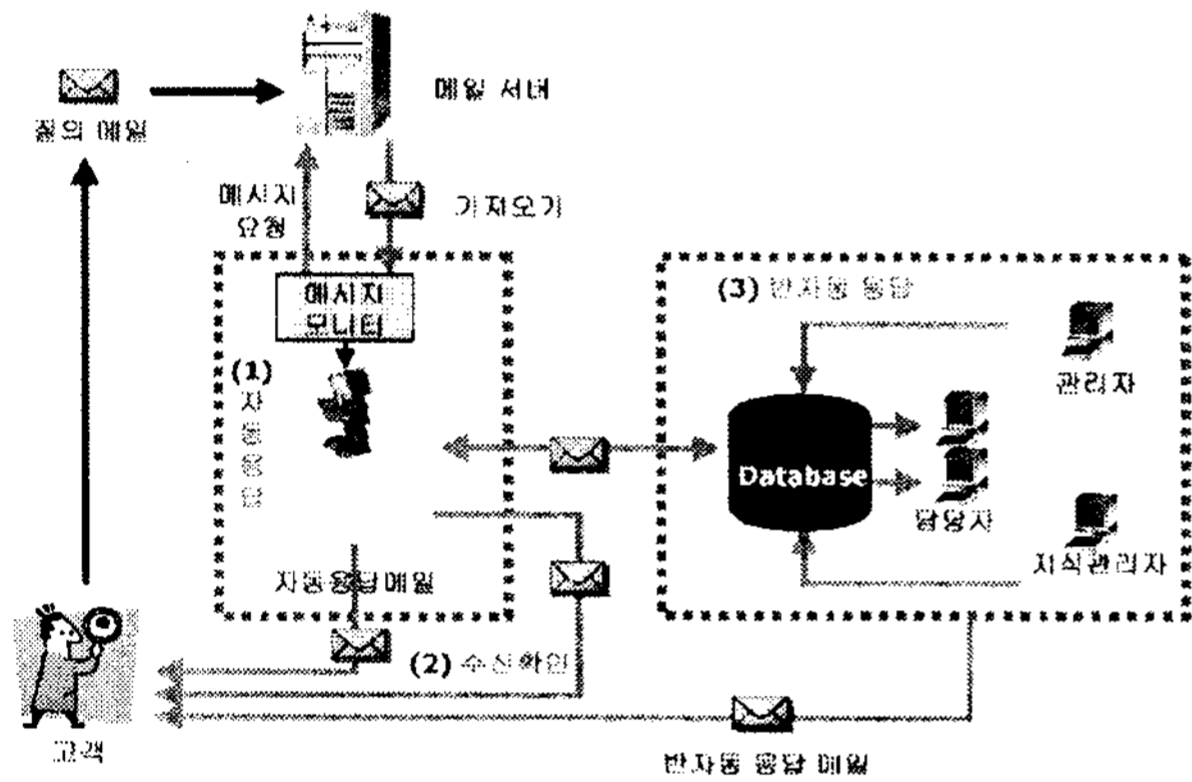 메일 서버
질의 메일
메시지
요청
가져오기
메시지
모니터
(1)
자
동
응
답
(3) 반자동 응답
관리자
Database
담당자
지식관리자
자동응답메일
(2) 수신확인
고객
반자동 응답 메일